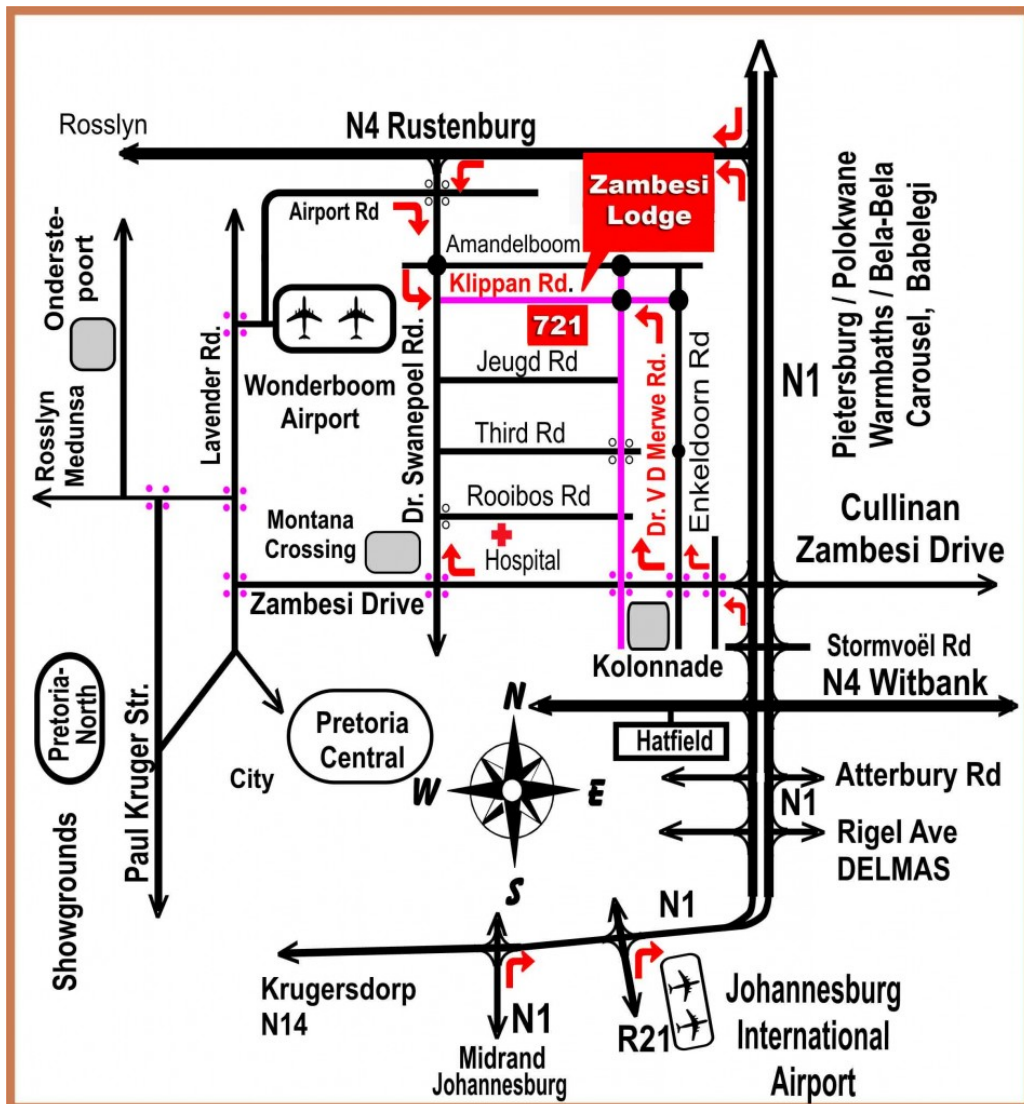 Rosslyn
N4 Rustenburg
Zambesi
Lodge
Airport Rd
Amandelboom
Klippan Rd.
721
Onderste-
poort
Lavender Rd.
Wonderboom
Airport
Dr. Swanepoel Rd.
Jeugd Rd
Third Rd
Rooibos Rd
Dr. V D Merwe Rd.
Enkeldoorn Rd
N1
Pietersburg / Polokwane
Warmbaths / Bela-Bela
Carousel, Babelegi
Rosslyn
Medunsa
Montana
Crossing
Hospital
Cullinan
Zambesi Drive
Zambesi Drive
Kolonnade
Stormvoël Rd
N4 Witbank
Hatfield
Pretoria-
North
Paul Kruger Str.
City
Pretoria
Central
N
W
E
S
Atterbury Rd
N1
Rigel Ave
DELMAS
Showgrounds
N1
Krugersdorp
N14
N1
Midrand
Johannesburg
R21
Johannesburg
International
Airport